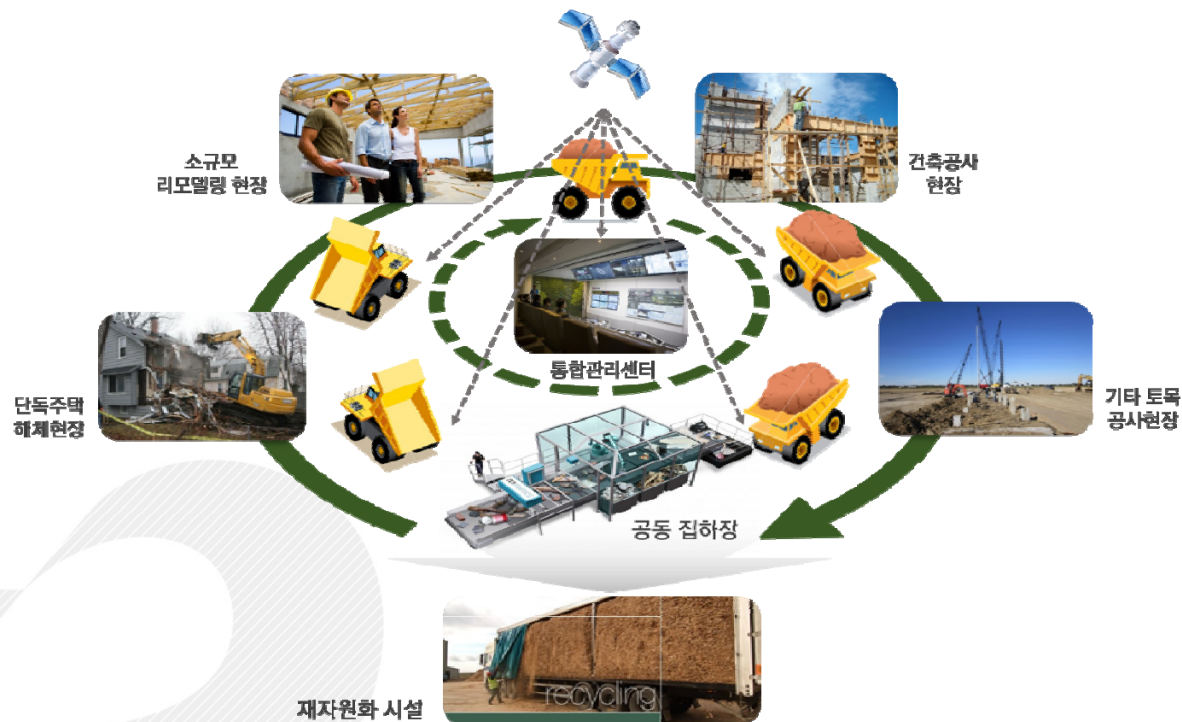 소규모
리모델링 현장
건축공사
현장
단독주택
해체현장
통합관리센터
기타 토목
공사현장
공동 집하장
recycling
재자원화 시설